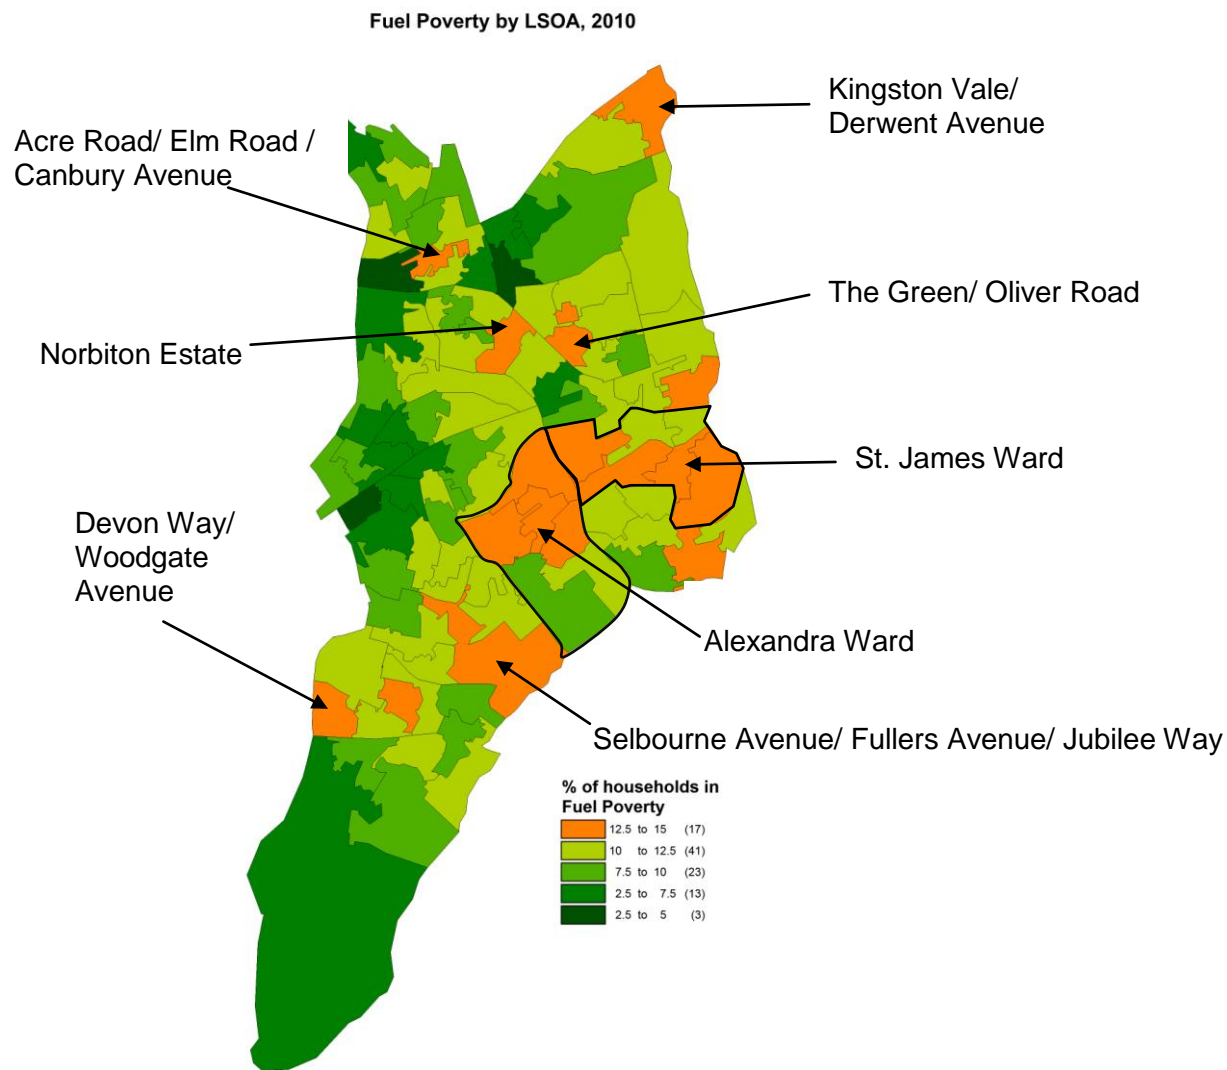 Fuel Poverty by LSOA, 2010
Kingston Vale/
Derwent Avenue
Acre Road/ Elm Road /
Canbury Avenue
The Green/ Oliver Road
Norbiton Estate
St. James Ward
Devon Way/
Woodgate
Avenue
Alexandra Ward
Selbourne Avenue/ Fullers Avenue/ Jubilee Way
% of households in
Fuel Poverty
12.5 to 15 (17)
10 to 12.5 (41)
7.5 to 10 (23)
2.5 to 7.5 (13)
2.5 to 5 (3)